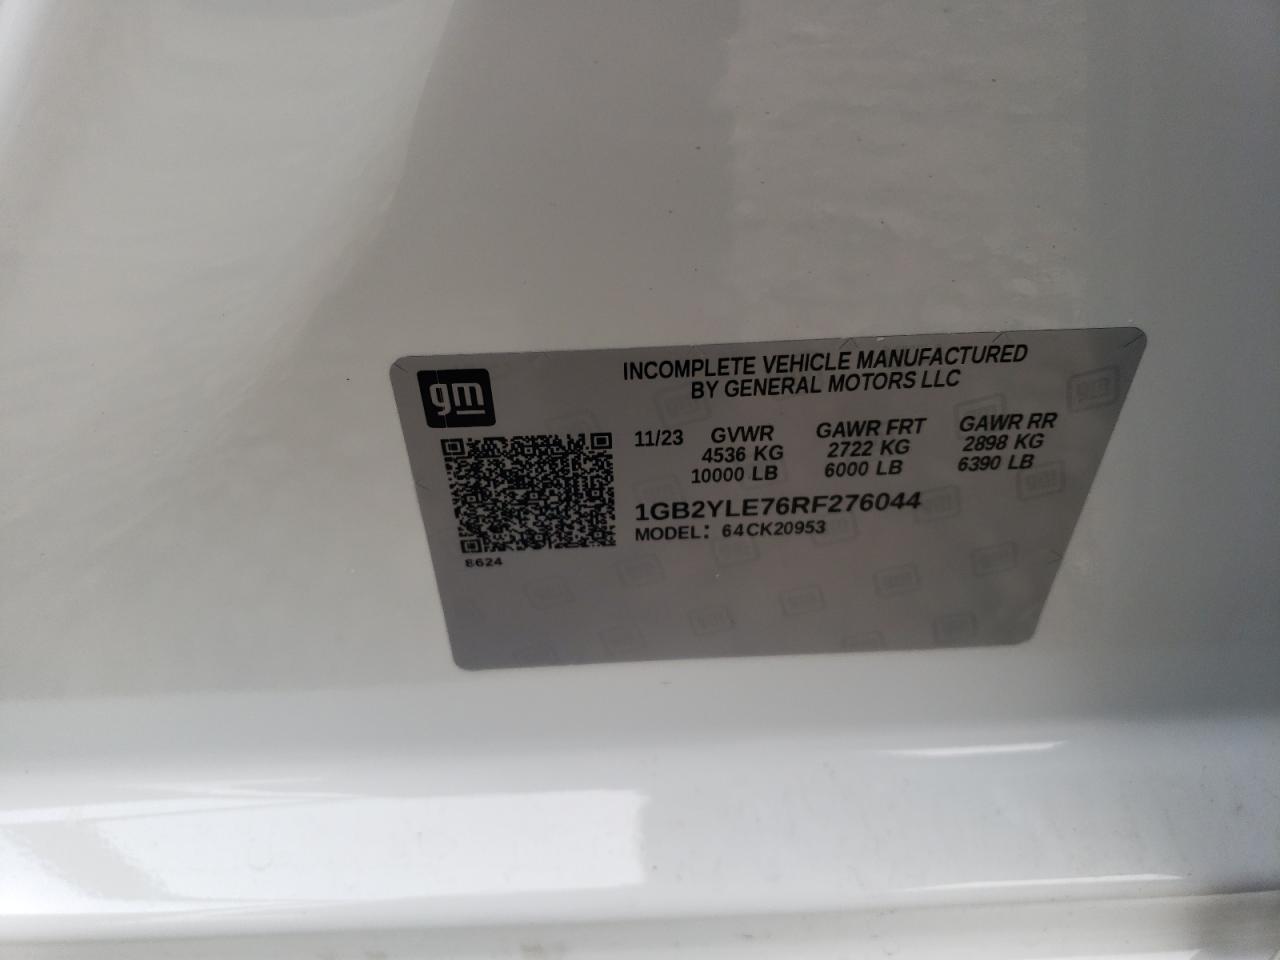 gm
INCOMPLETE VEHICLE MANUFACTURED
BY GENERAL MOTORS LLC
11/23 GVWR GAWR FRT GAWR RR
4536 KG 2722 KG 2898 KG
10000 LB 6000 LB 6390 LB
1GB2YLE76RF276044
MODEL: 64CK20953
8624